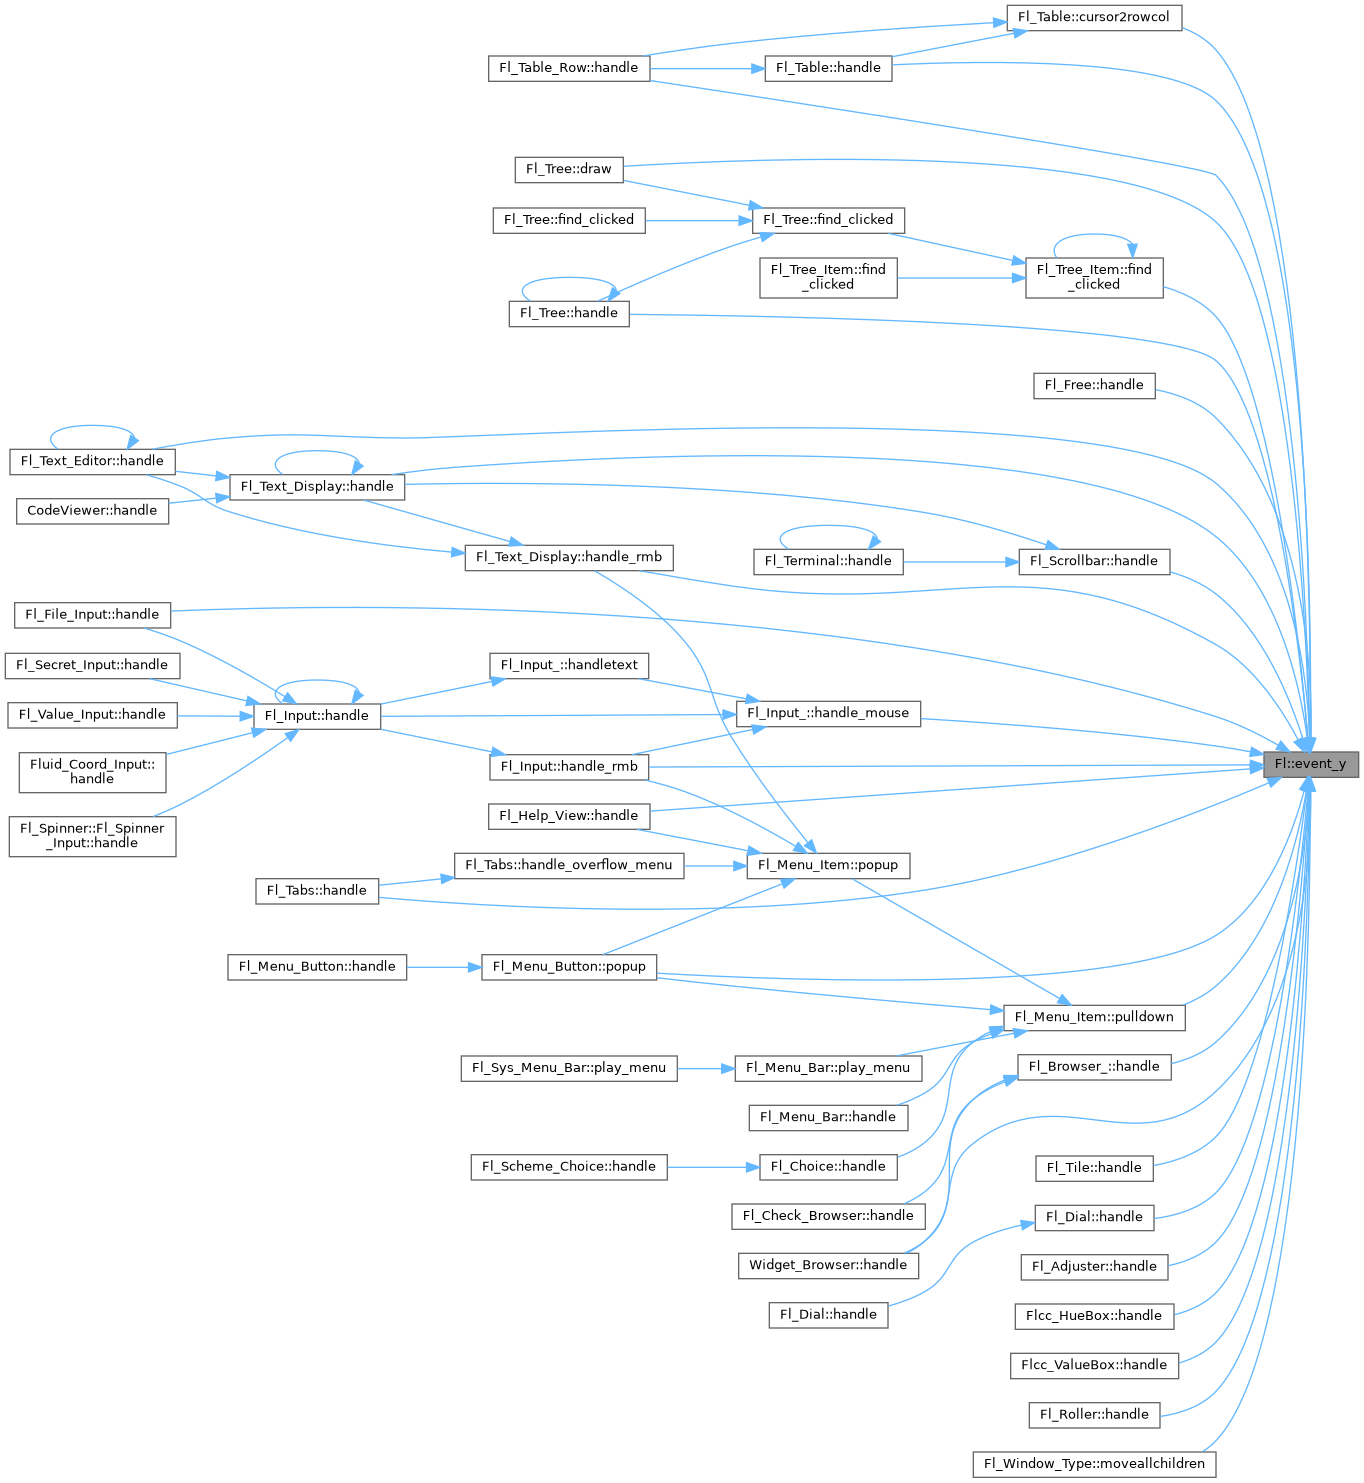 Fl_Table::cursor2rowcol
Fl_Table_Row::handle
Fl_Table::handle
Fl_Tree::draw
Fl_Tree::find_clicked
Fl_Tree::find_clicked
Fl_Tree_Item::find
_clicked
Fl_Tree_Item::find
_clicked
Fl_Tree::handle
Fl_Free::handle
Fl_Text_Editor::handle
Fl_Text_Display::handle
CodeViewer::handle
Fl_Text_Display::handle_rmb
Fl_Terminal::handle
Fl_Scrollbar::handle
Fl_File_Input::handle
Fl_Secret_Input::handle
Fl_Input_::handletext
Fl_Value_Input::handle
Fl_Input::handle
Fl_Input_::handle_mouse
Fluid_Coord_Input::
handle
Fl_Input::handle_rmb
Fl::event_y
Fl_Help_View::handle
Fl_Spinner::Fl_Spinner
_Input::handle
Fl_Tabs::handle_overflow_menu
Fl_Menu_Item::popup
Fl_Tabs::handle
Fl_Menu_Button::handle
Fl_Menu_Button::popup
Fl_Menu_Item::pulldown
Fl_Sys_Menu_Bar::play_menu
Fl_Menu_Bar::play_menu
Fl_Browser_::handle
Fl_Menu_Bar::handle
Fl_Scheme_Choice::handle
Fl_Choice::handle
Fl_Tile::handle
Fl_Check_Browser::handle
Fl_Dial::handle
Widget_Browser::handle
Fl_Adjuster::handle
Fl_Dial::handle
Flcc_HueBox::handle
Flcc_ValueBox::handle
Fl_Roller::handle
Fl_Window_Type::moveallchildren